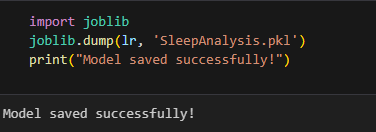 import joblib
joblib.dump(lr, 'SleepAnalysis.pkl')
print("Model saved successfully!")
Model saved successfully!